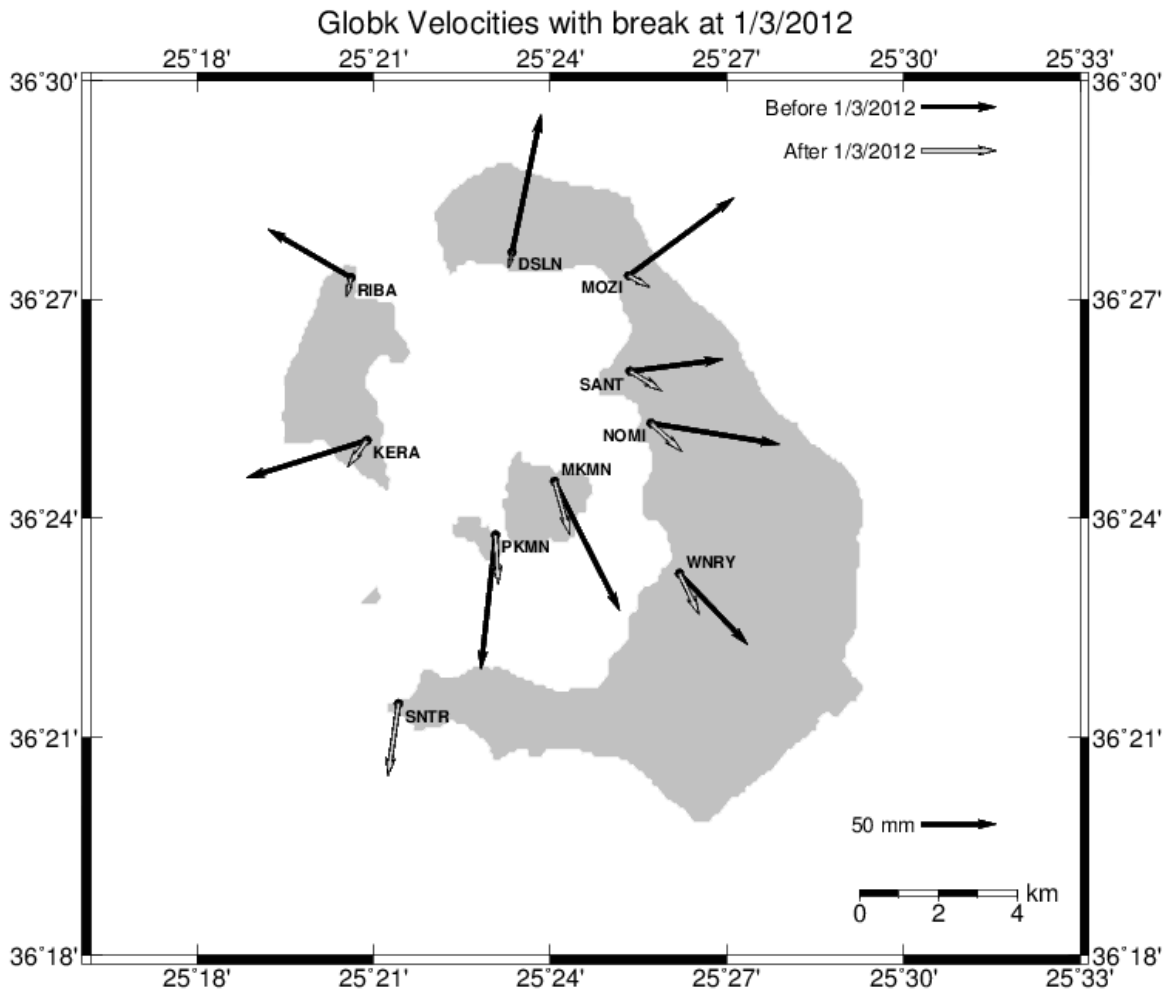 Globk Velocities with break at 1/3/2012
25°18' 25°21' 25°24' 25°27' 25°30' 25°33'
36°30' 36°30'
Before 1/3/2012
After 1/3/2012
DSLN
MOZI
RIBA
36°27' 36°27'
SANT
NOMI
KERA
MKMN
36°24' 36°24'
PKMN
WNRY
SNTR
36°21' 36°21'
50 mm
km
0 2 4
36°18' 36°18'
25°18' 25°21' 25°24' 25°27' 25°30' 25°33'